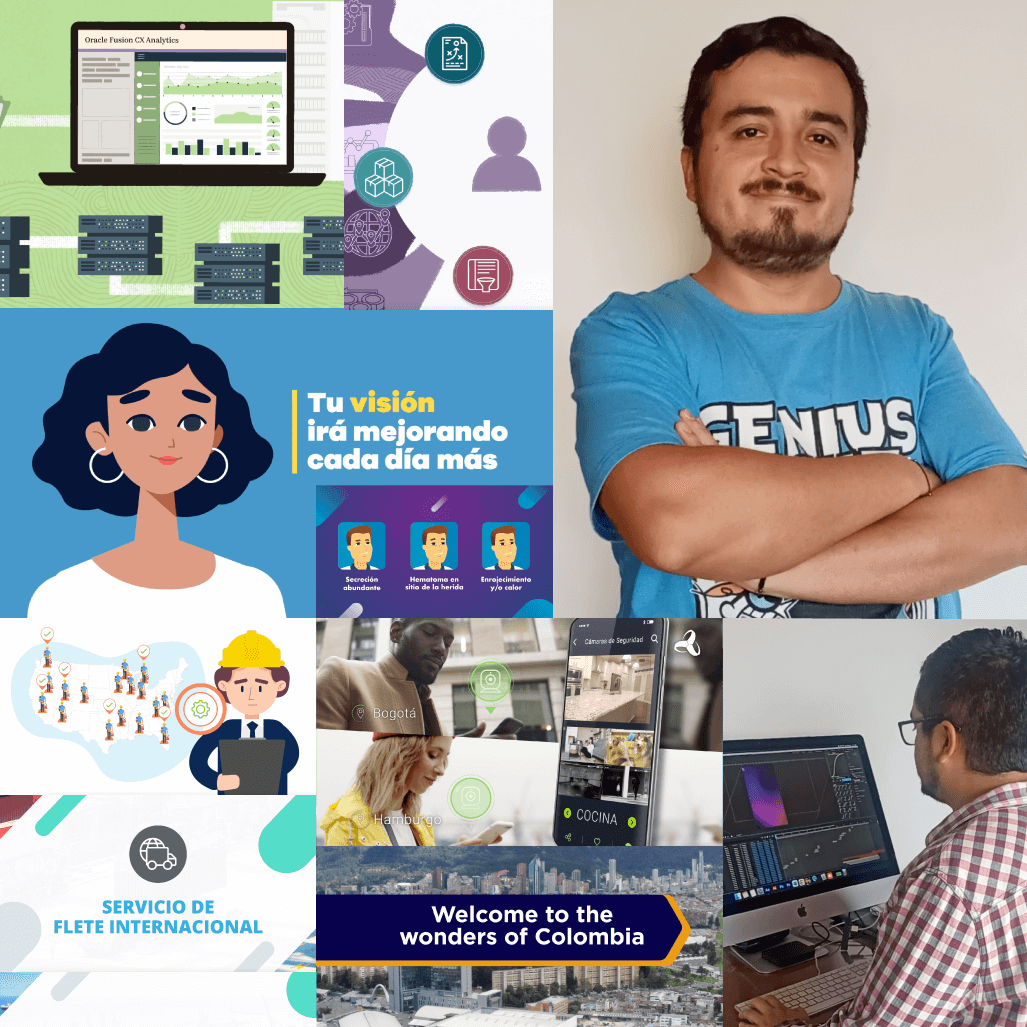 Oracle Fusion CX Analytics
Tu visión
irá mejorando
cada día más
Secreción
abundante
Hematoma en
sitio de la herida
Enrojecimiento
y/o calor
GENIUS
Cámaras de Seguridad
Bogotá
Hamburgo
COCINA
SERVICIO DE
FLETE INTERNACIONAL
Welcome to the
wonders of Colombia